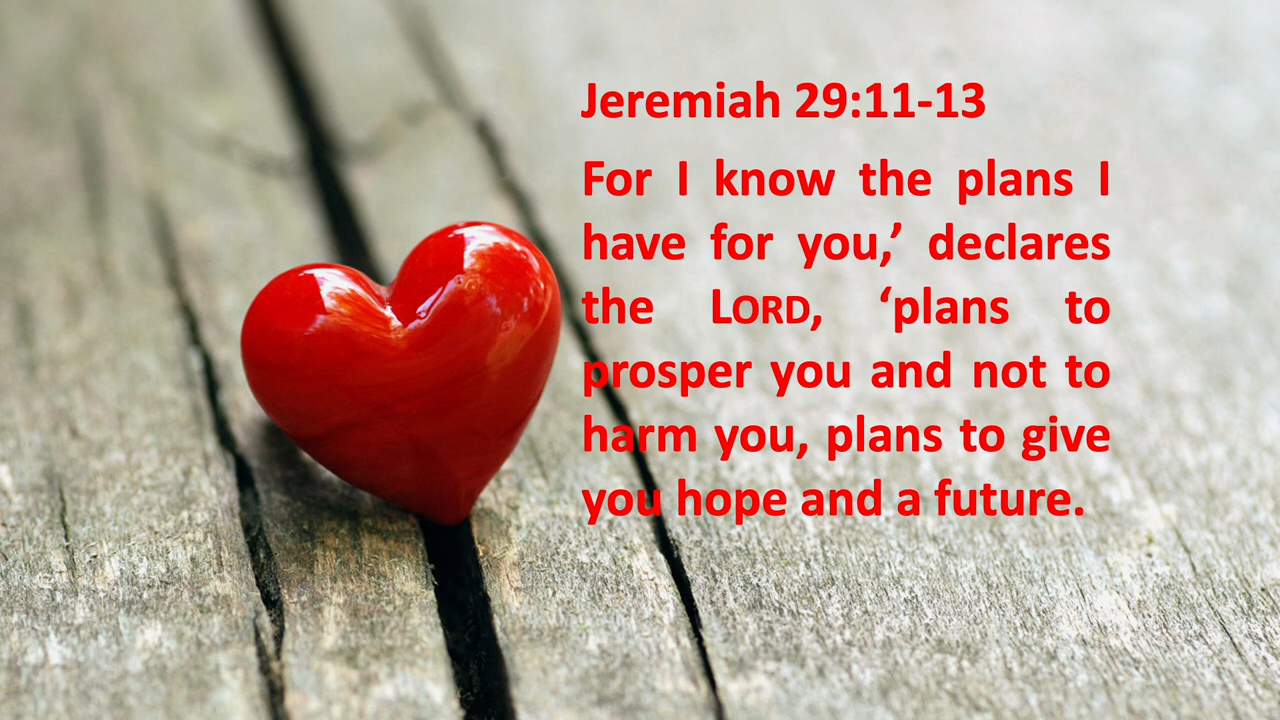 Jeremiah 29:11-13
For I know the plans I
have for you,’ declares
the LORD, ‘plans to
prosper you and not to
harm you, plans to give
you hope and a future.